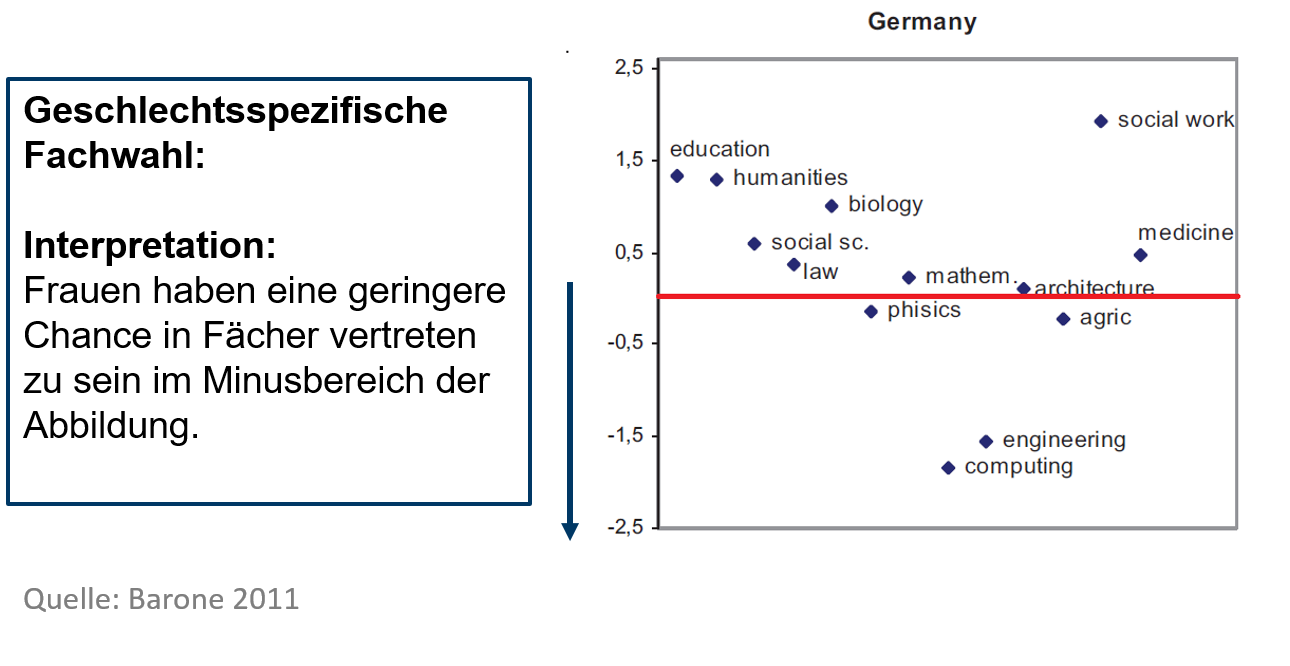 Geschlechtsspezifische
Fachwahl:
Interpretation:
Frauen haben eine geringere
Chance in Fächer vertreten
zu sein im Minusbereich der
Abbildung.
Quelle: Barone 2011
.
Germany
2,5
1,5
0,5
-0,5
-1,5
-2,5
social work
education
humanities
biology
medicine
social sc.
law
mathem.
architecture
phisics
agric
engineering
computing